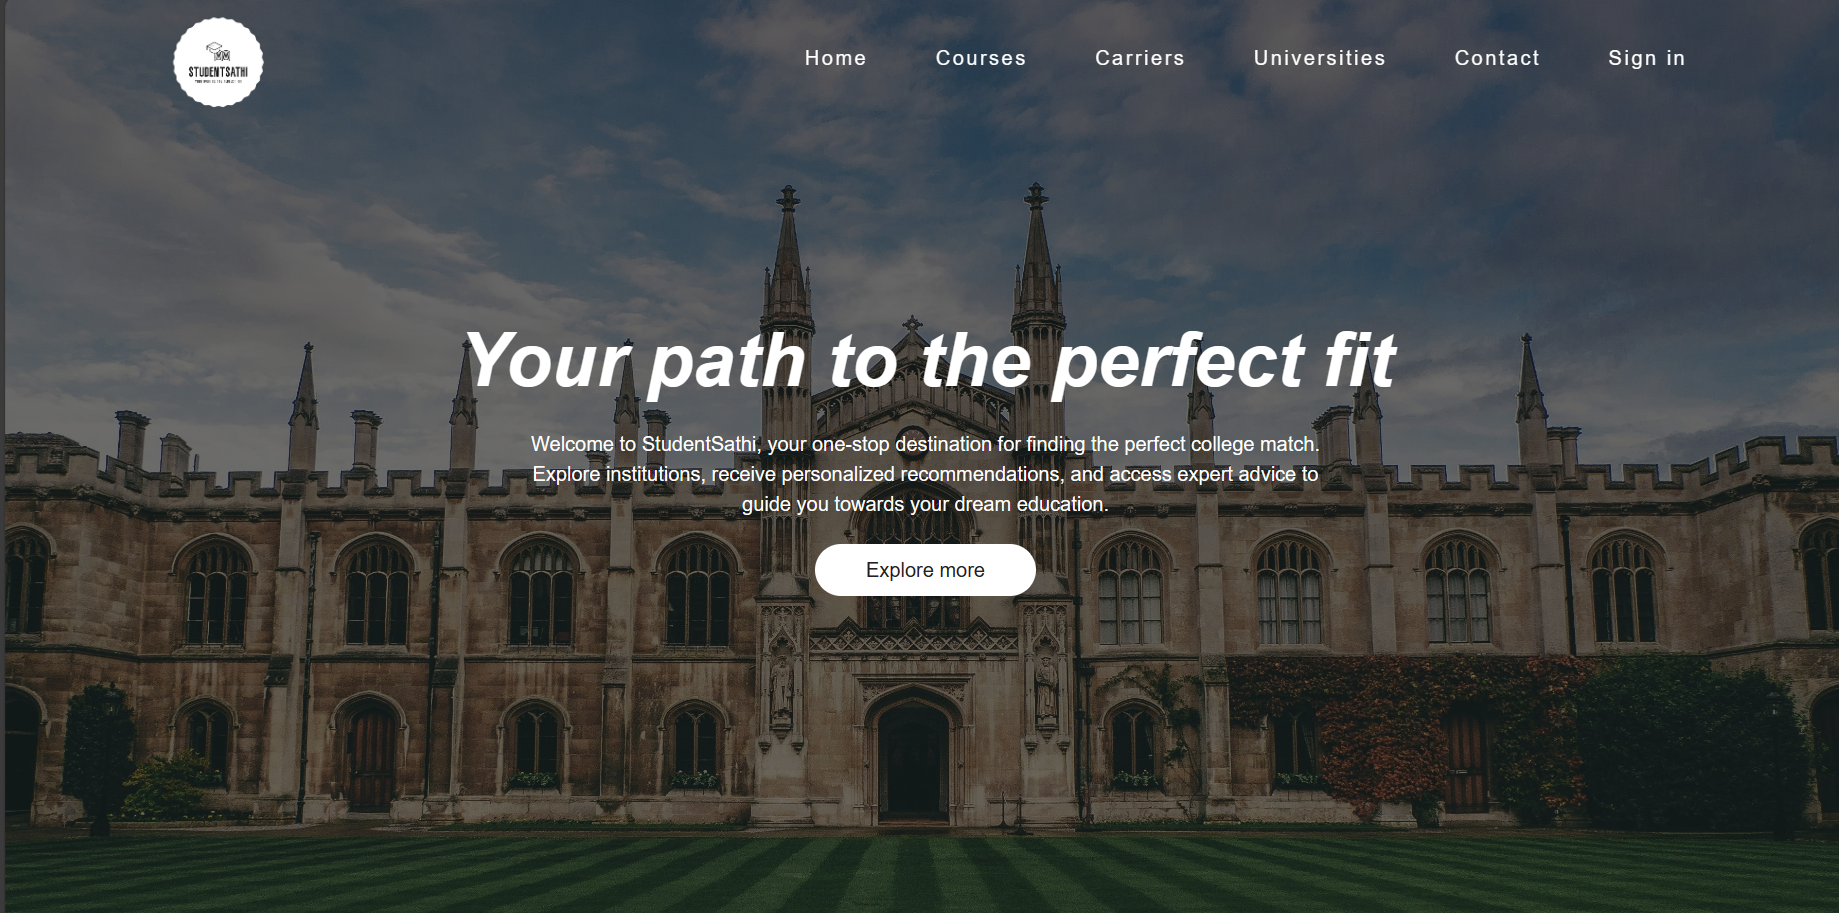 STUDENTSATHI
Home
Courses
Carriers
Universities
Contact
Sign in
Your path to the perfect fit
Welcome to StudentSathi, your one-stop destination for finding the perfect college match.
Explore institutions, receive personalized recommendations, and access expert advice to
guide you towards your dream education.
Explore more